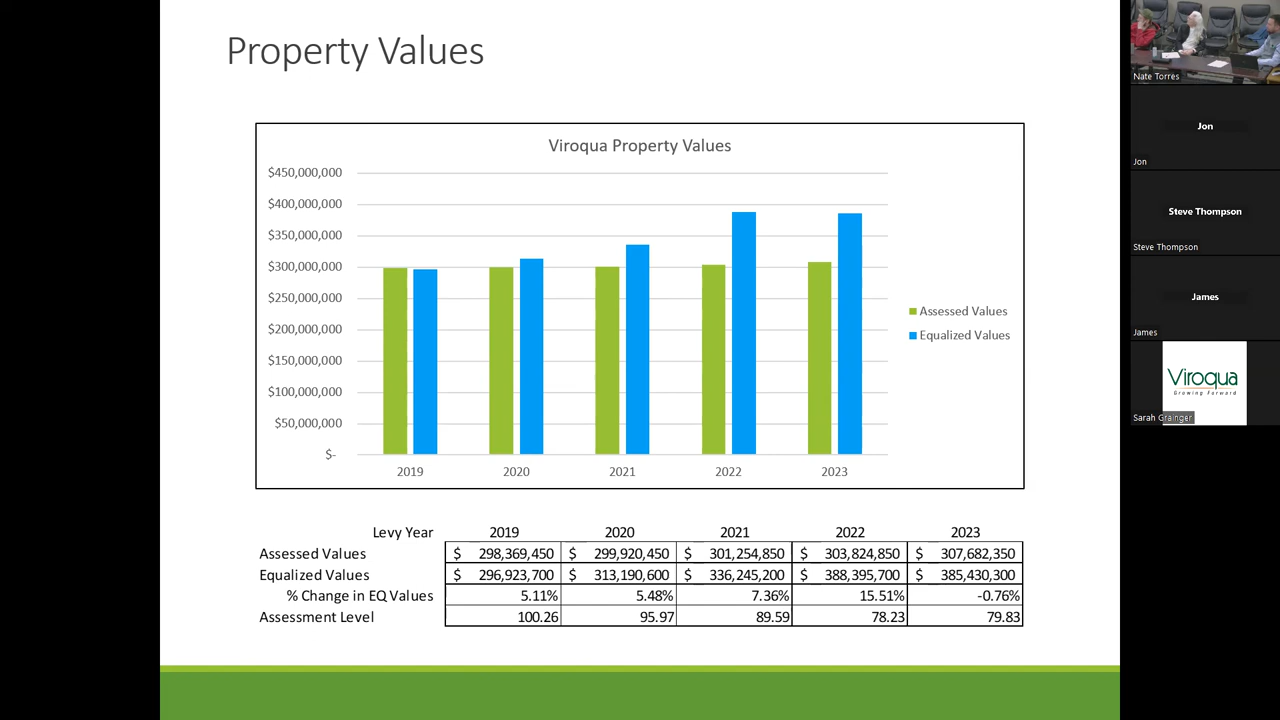 Property Values
Viroqua Property Values
$450,000,000
$400,000,000
$350,000,000
$300,000,000
$250,000,000
$200,000,000
$150,000,000
$100,000,000
$50,000,000
$-
2019 2020 2021 2022 2023
Assessed Values
Equalized Values
Levy Year 2019 2020 2021 2022 2023
Assessed Values $ 298,369,450 $ 299,920,450 $ 301,254,850 $ 303,824,850 $ 307,682,350
Equalized Values $ 296,923,700 $ 313,190,600 $ 336,245,200 $ 388,395,700 $ 385,430,300
% Change in EQ Values 5.11% 5.48% 7.36% 15.51% -0.76%
Assessment Level 100.26 95.97 89.59 78.23 79.83
Nate Torres
Jon
Jon
Steve Thompson
Steve Thompson
James
James
Viroqua
Growing Forward
Sarah Grainger